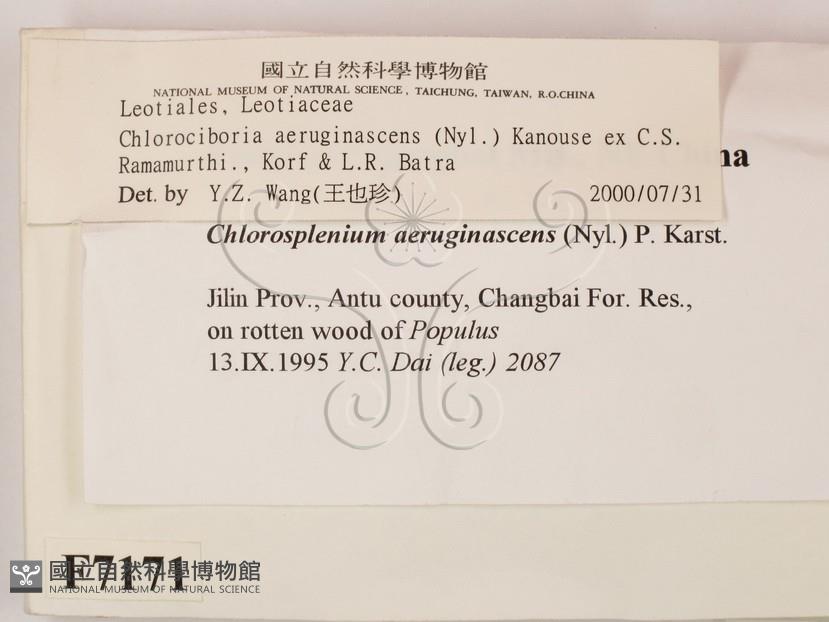 國立自然科學博物館
NATIONAL MUSEUM OF NATURAL SCIENCE, TAICHUNG, TAIWAN, R.O.CHINA
Leotiales, Leotiaceae
Chlorociboria aeruginascens (Nyl.) Kanouse ex C.S.
Ramamurthi., Korf & L.R. Batra
Det. by Y.Z. Wang(王也珍) 2000/07/31
Chlorosplenium aeruginascens (Nyl.) P. Karst.
Jilin Prov., Antu county, Changbai For. Res.,
on rotten wood of Populus
13.IX.1995 Y.C. Dai (leg.) 2087
F7171
國立自然科學博物館
NATIONAL MUSEUM OF NATURAL SCIENCE